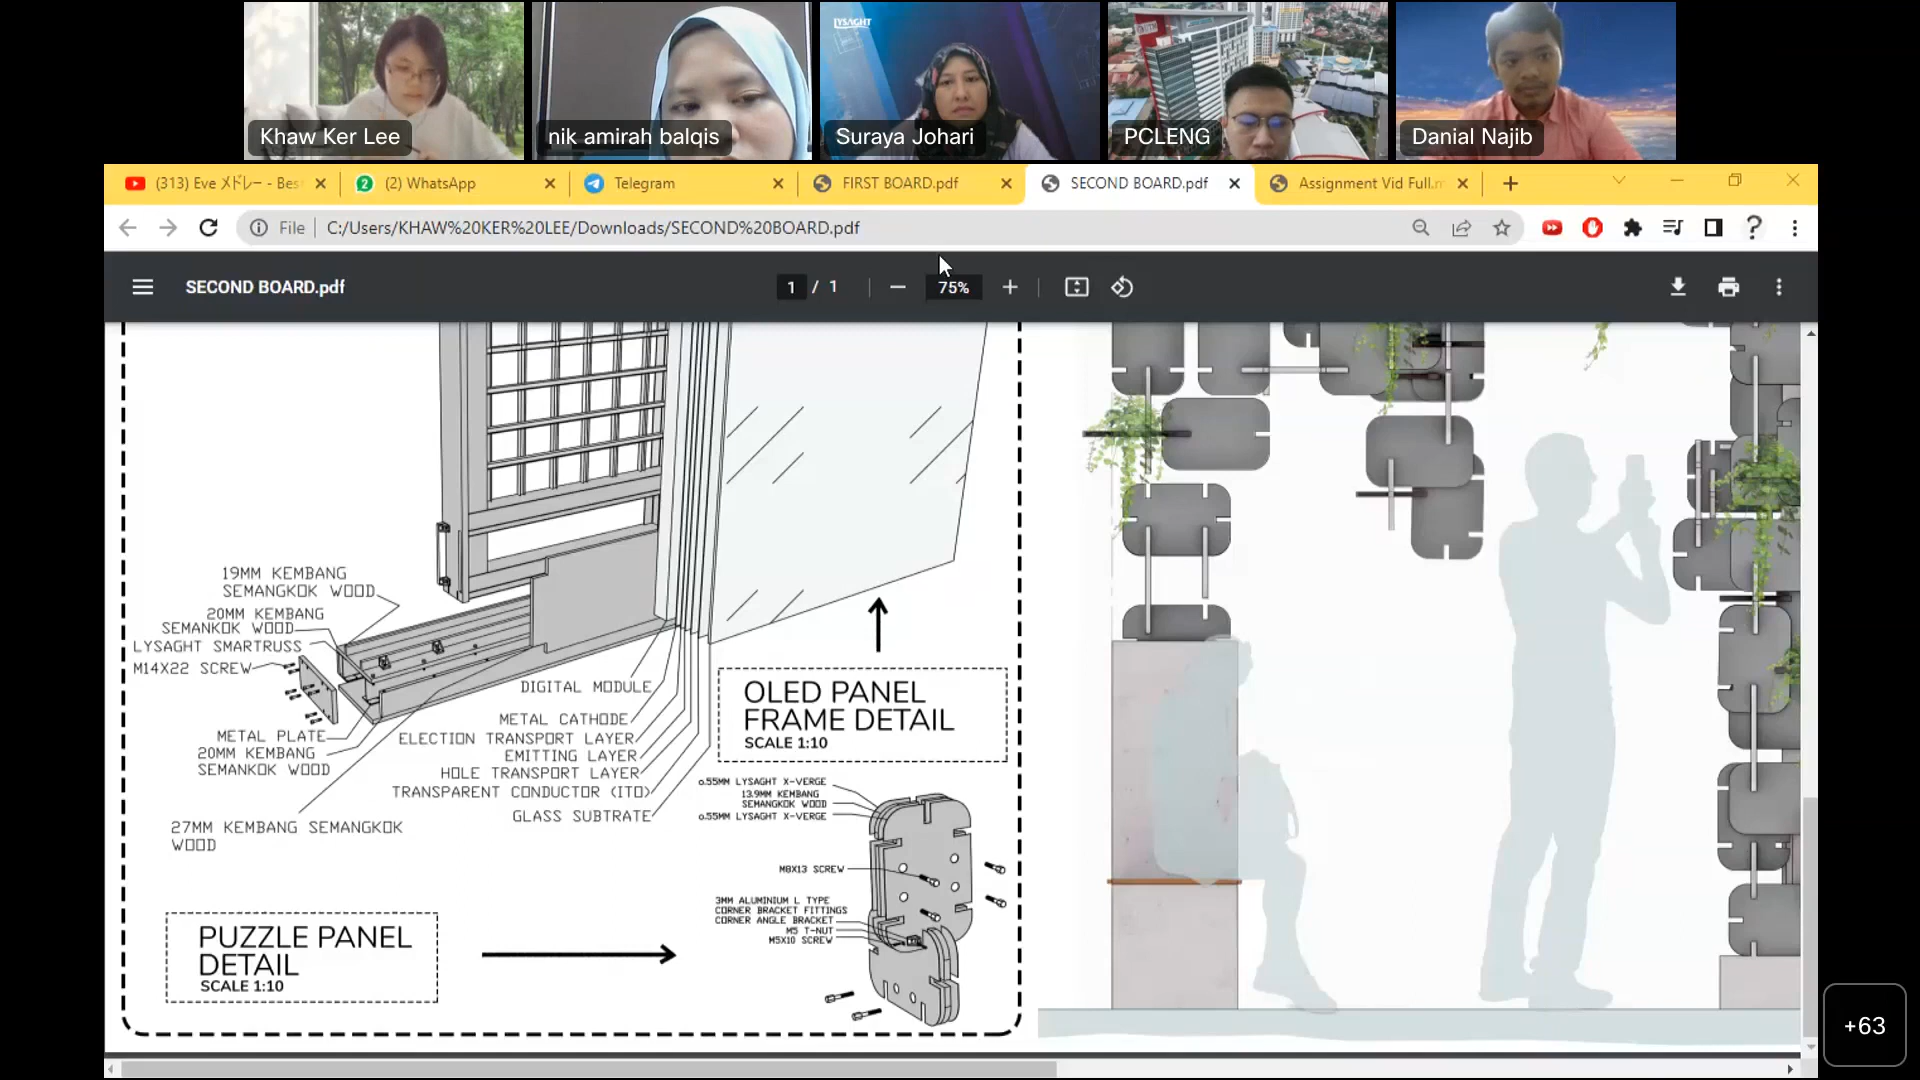 LYSAGHT
Khaw Ker Lee
nik amirah balqis
Suraya Johari
PCLENG
Danial Najib
(313) Eve メドレー - Bes
(2) WhatsApp
Telegram
FIRST BOARD.pdf
SECOND BOARD.pdf
Assignment Vid Full.m
File
C:/Users/KHAW%20KER%20LEE/Downloads/SECOND%20BOARD.pdf
SECOND BOARD.pdf
1 / 1
75%
19MM KEMBANG
SEMANGKOK WOOD
20MM KEMBANG
SEMANKOK WOOD
LYSAGHT SMARTRUSS
M14X22 SCREW
METAL PLATE
20MM KEMBANG
SEMANKOK WOOD
27MM KEMBANG SEMANGKOK
WOOD
DIGITAL MODULE
METAL CATHODE
ELECTION TRANSPORT LAYER
EMITTING LAYER
HOLE TRANSPORT LAYER
TRANSPARENT CONDUCTOR (ITO)
GLASS SUBTRATE
OLED PANEL
FRAME DETAIL
SCALE 1:10
0.55MM LYSAGHT X-VERGE
13.9MM KEMBANG
SEMANGKOK WOOD
0.55MM LYSAGHT X-VERGE
M8X13 SCREW
3MM ALUMINIUM L TYPE
CORNER BRACKET FITTINGS
CORNER ANGLE BRACKET
M5 T-NUT
M5X10 SCREW
PUZZLE PANEL
DETAIL
SCALE 1:10
+63